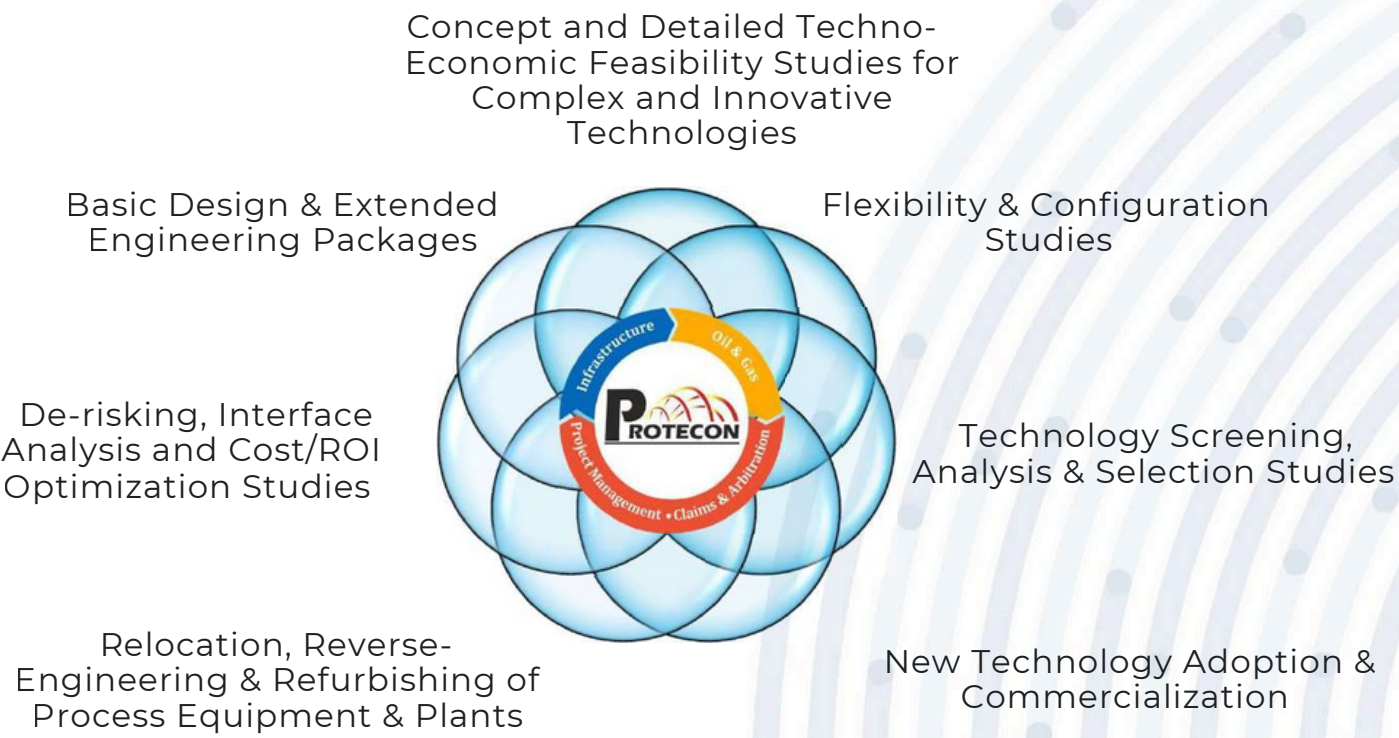 Concept and Detailed Techno-
Economic Feasibility Studies for
Complex and Innovative
Technologies
Basic Design & Extended
Engineering Packages
Flexibility & Configuration
Studies
Infrastructure
Oil & Gas
PROTECON
Project Management • Claims & Arbitration
De-risking, Interface
Analysis and Cost/ROI
Optimization Studies
Technology Screening,
Analysis & Selection Studies
Relocation, Reverse-
Engineering & Refurbishing of
Process Equipment & Plants
New Technology Adoption &
Commercialization